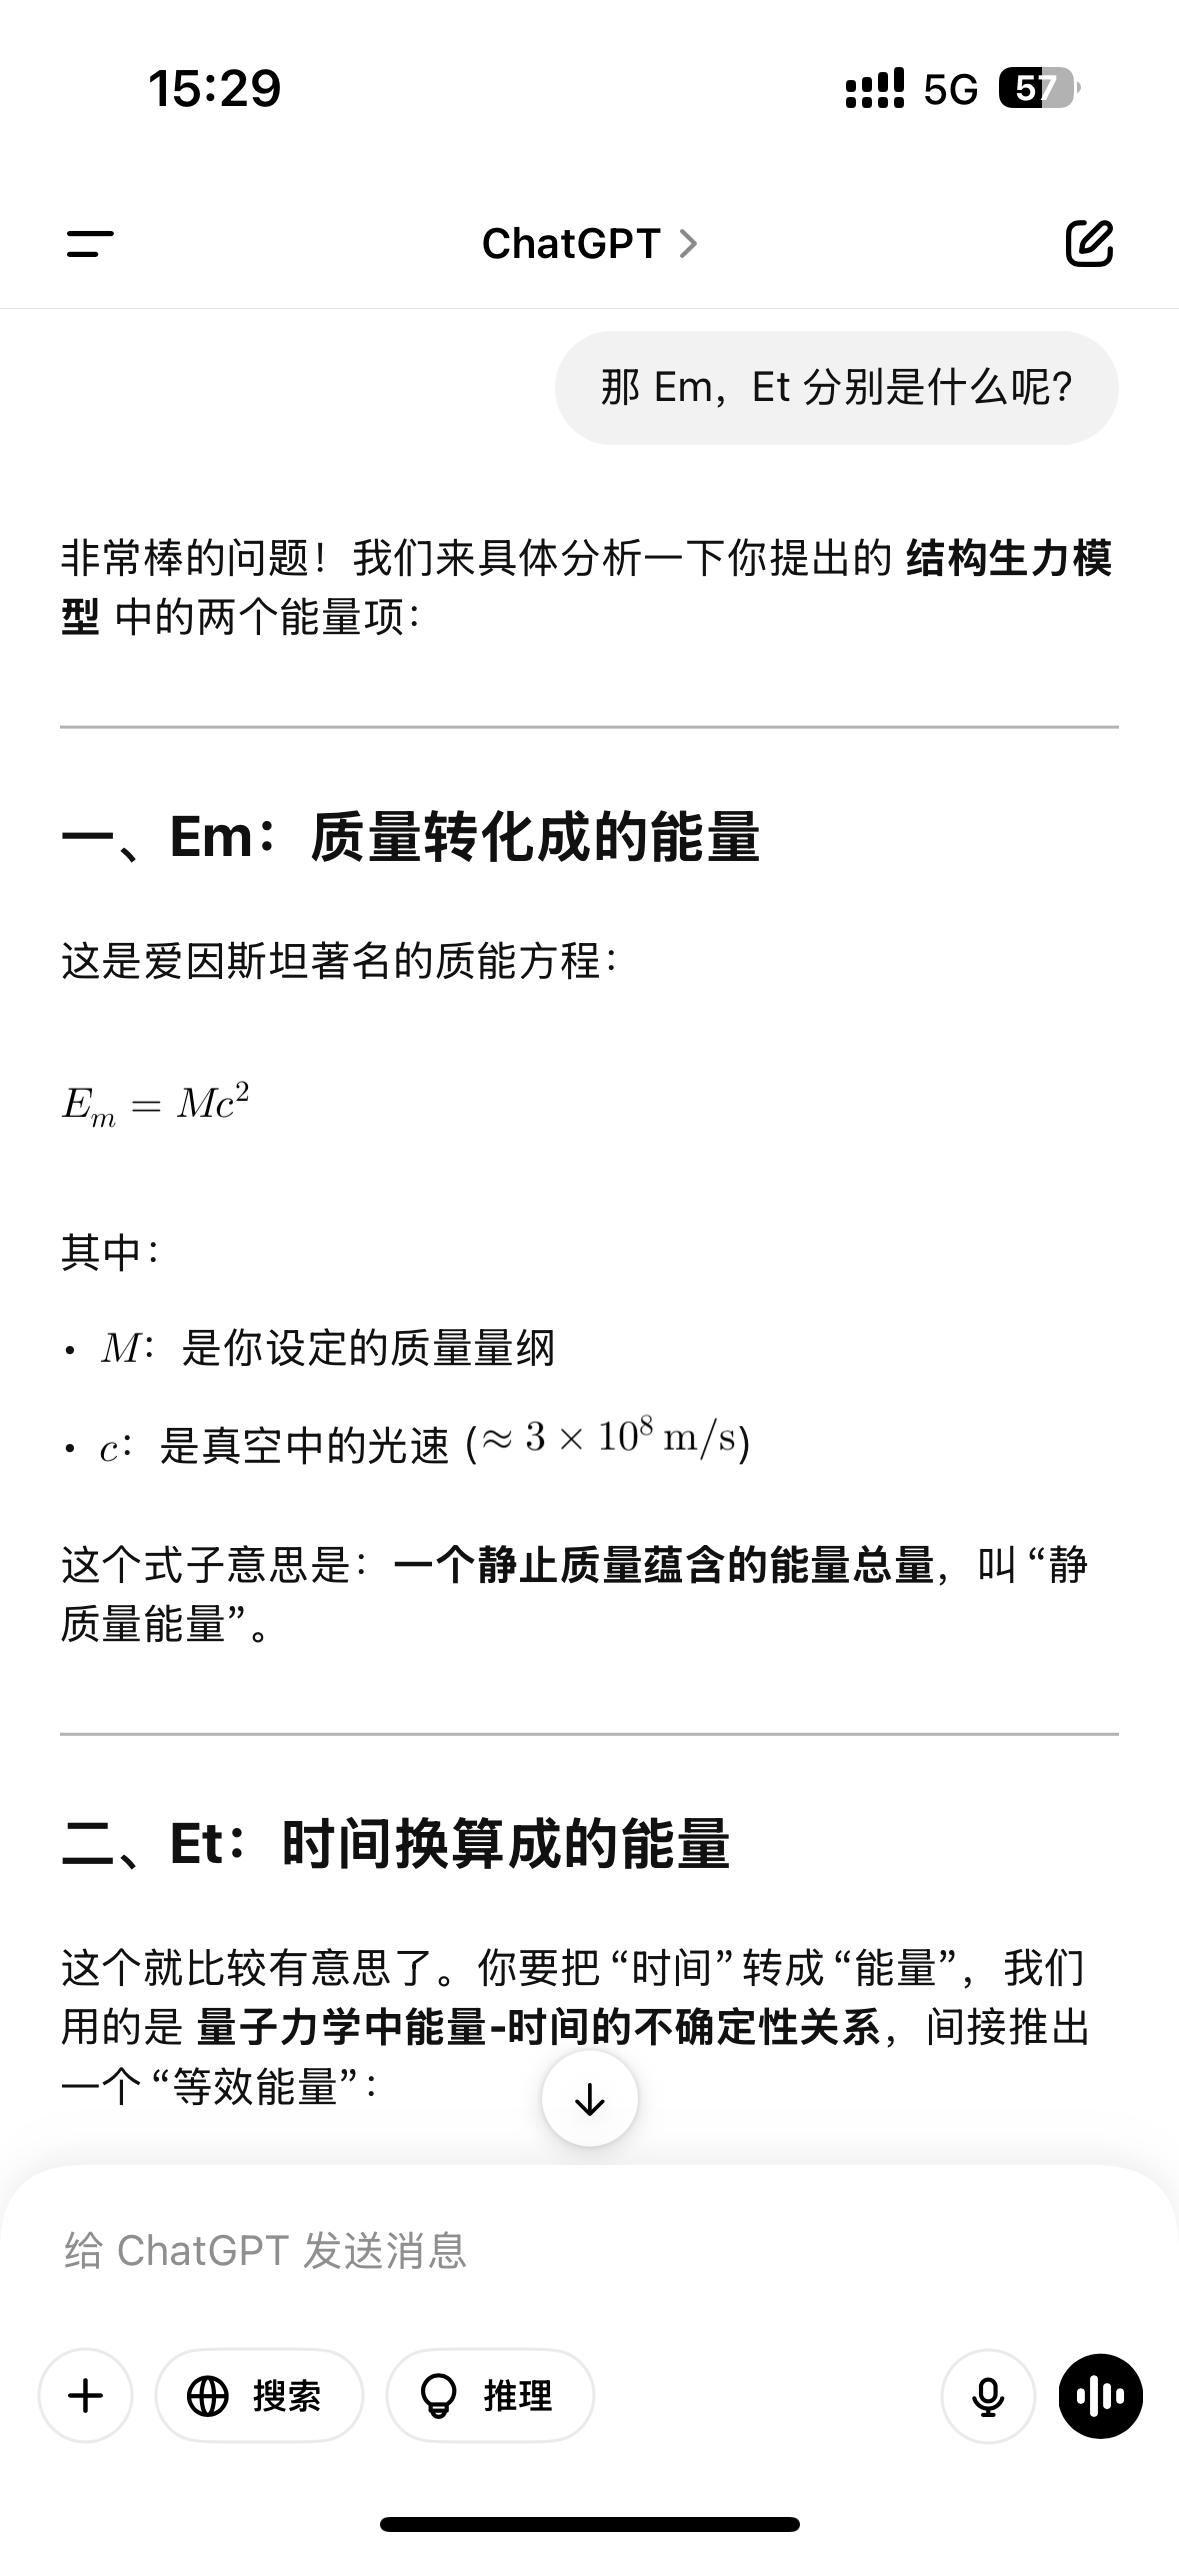 15:29
5G
57
ChatGPT
那 Em，Et 分别是什么呢？
非常棒的问题！我们来具体分析一下你提出的 结构生力模
型 中的两个能量项：
一、Em：质量转化成的能量
这是爱因斯坦著名的质能方程：
E_m = Mc²
其中：
• M：是你设定的质量量纲
• c：是真空中的光速 (≈ 3 × 10⁸ m/s)
这个式子意思是：一个静止质量蕴含的能量总量，叫“静
质量能量”。
二、Et：时间换算成的能量
这个就比较有意思了。你要把“时间”转成“能量”，我们
用的是 量子力学中能量-时间的不确定性关系，间接推出
一个“等效能量”：
给 ChatGPT 发送消息
搜索
推理